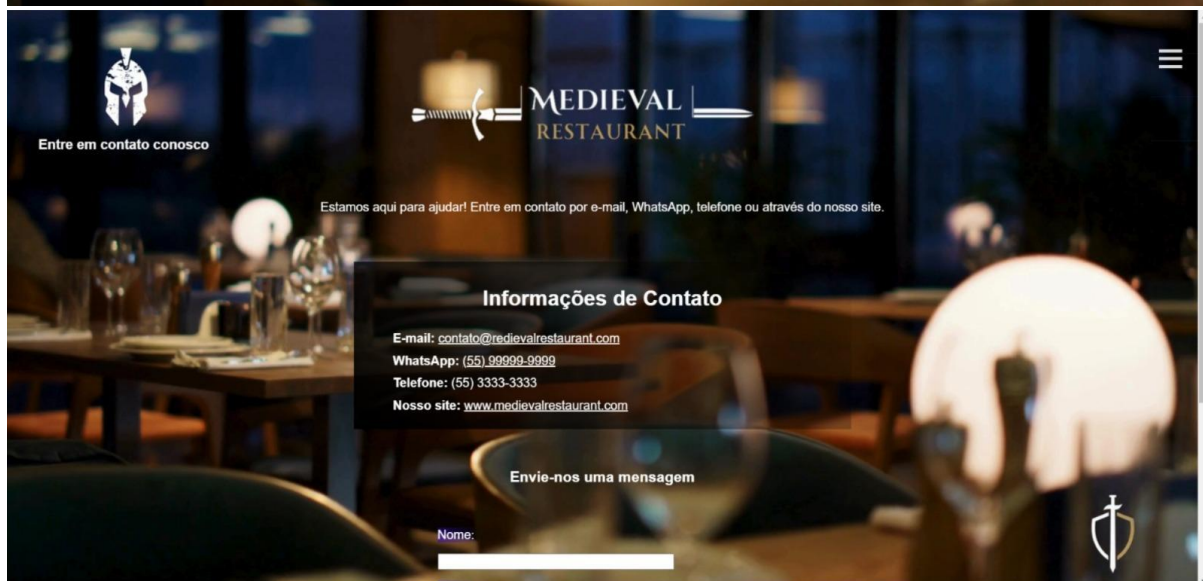 Entre em contato conosco
MEDIEVAL
RESTAURANT
Estamos aqui para ajudar! Entre em contato por e-mail, WhatsApp, telefone ou através do nosso site.
Informações de Contato
E-mail: contato@redievalrestaurant.com
WhatsApp: (55) 99999-9999
Telefone: (55) 3333-3333
Nosso site: www.medievalrestaurant.com
Envie-nos uma mensagem
Nome: